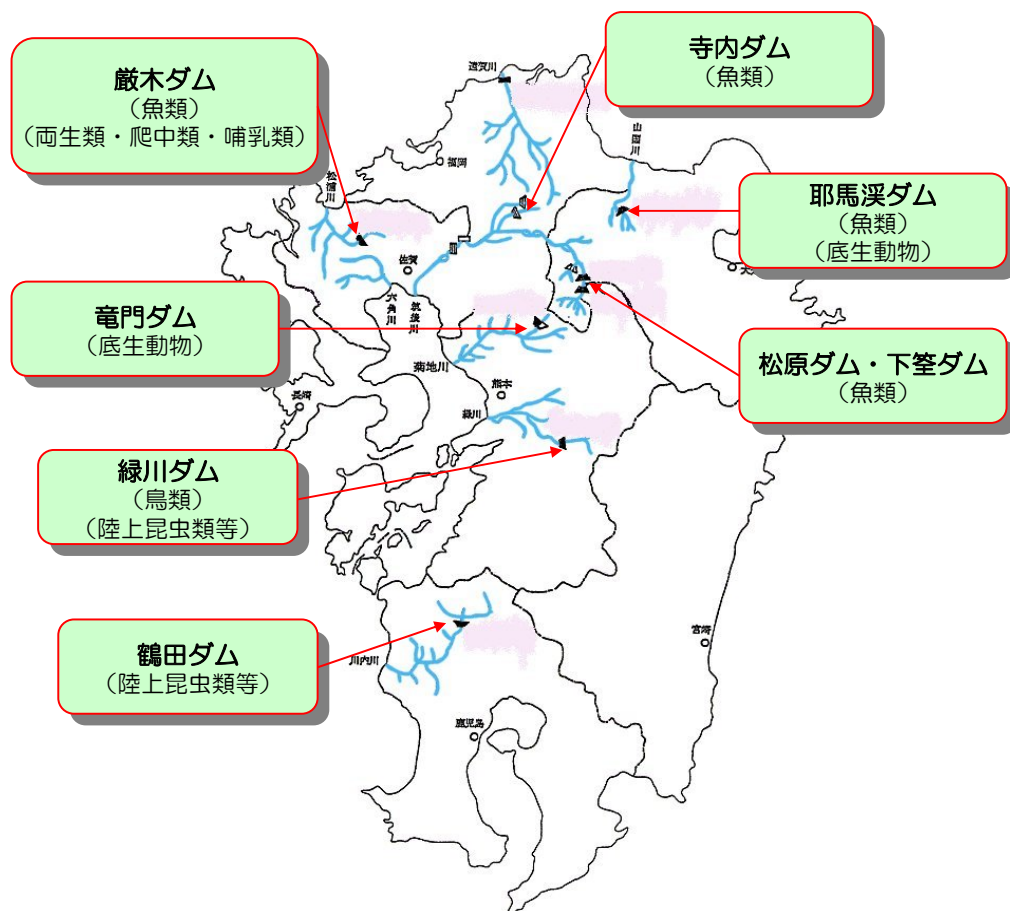 厳木ダム
（魚類）
（両生類・爬中類・哺乳類）
寺内ダム
（魚類）
耶馬渓ダム
（魚類）
（底生動物）
竜門ダム
（底生動物）
松原ダム・下筌ダム
（魚類）
緑川ダム
（鳥類）
（陸上昆虫類等）
鶴田ダム
（陸上昆虫類等）
遠賀川
山国川
福岡
松浦川
佐賀
六角川
筑後川
菊地川
熊本
長崎
緑川
宮崎
川内川
鹿児島